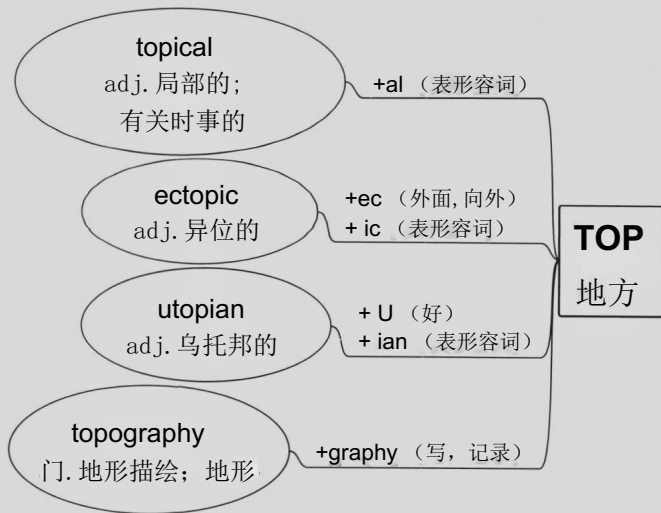 topical
adj.局部的;
有关时事的
+al （表形容词）
ectopic
adj.异位的
+ec （外面,向外）
+ ic （表形容词）
TOP
地方
utopian
adj.乌托邦的
+ U （好）
+ ian （表形容词）
topography
门.地形描绘；地形
+graphy （写，记录）